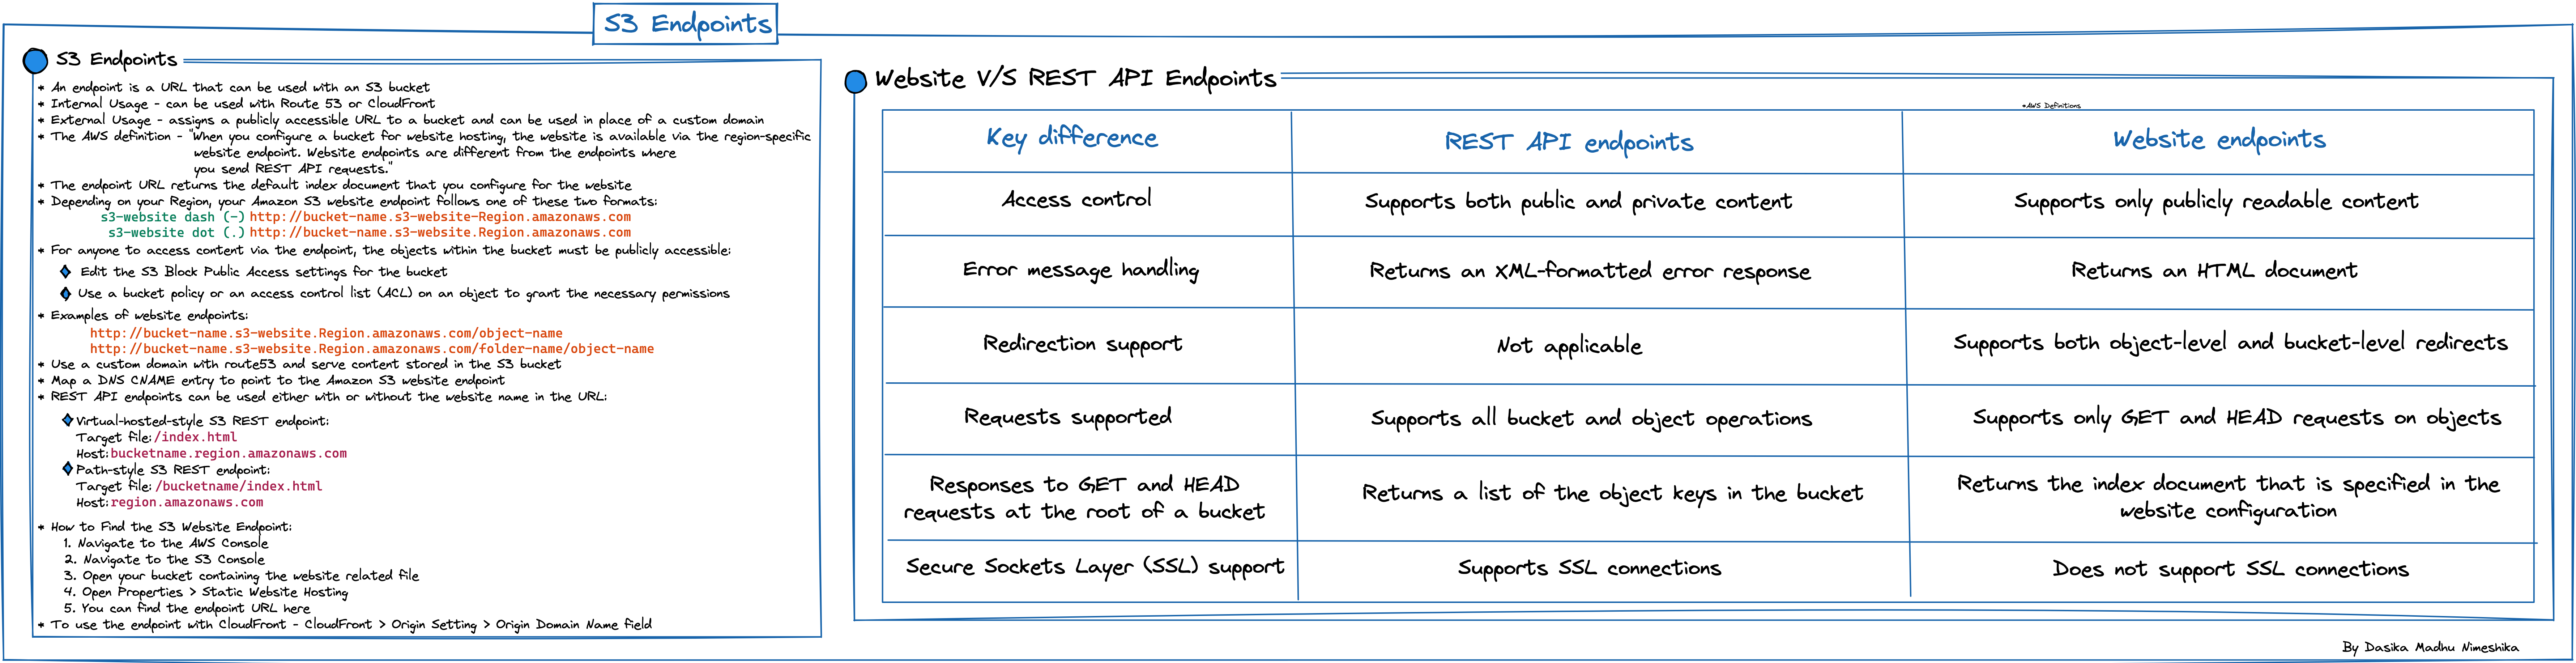 S3 Endpoints
S3 Endpoints
* An endpoint is a URL that can be used with an S3 bucket
* Internal Usage - can be used with Route 53 or CloudFront
* External Usage - assigns a publicly accessible URL to a bucket and can be used in place of a custom domain
* The AWS definition - "When you configure a bucket for website hosting, the website is available via the region-specific
website endpoint. Website endpoints are different from the endpoints where
you send REST API requests."
* The endpoint URL returns the default index document that you configure for the website
* Depending on your Region, your Amazon S3 website endpoint follows one of these two formats:
s3-website dash (-) http://bucket-name.s3-website-Region.amazonaws.com
s3-website dot (.) http://bucket-name.s3-website.Region.amazonaws.com
* For anyone to access content via the endpoint, the objects within the bucket must be publicly accessible:
Edit the S3 Block Public Access settings for the bucket
Use a bucket policy or an access control list (ACL) on an object to grant the necessary permissions
* Examples of website endpoints:
http://bucket-name.s3-website.Region.amazonaws.com/object-name
http://bucket-name.s3-website.Region.amazonaws.com/folder-name/object-name
* Use a custom domain with route53 and serve content stored in the S3 bucket
* Map a DNS CNAME entry to point to the Amazon S3 website endpoint
* REST API endpoints can be used either with or without the website name in the URL:
Virtual-hosted-style S3 REST endpoint:
Target file: /index.html
Host: bucketname.region.amazonaws.com
Path-style S3 REST endpoint:
Target file: /bucketname/index.html
Host: region.amazonaws.com
* How to Find the S3 Website Endpoint:
1. Navigate to the AWS Console
2. Navigate to the S3 Console
3. Open your bucket containing the website related file
4. Open Properties > Static Website Hosting
5. You can find the endpoint URL here
* To use the endpoint with CloudFront - CloudFront > Origin Setting > Origin Domain Name field
Website V/S REST API Endpoints
*AWS Definitions
Key difference
REST API endpoints
Website endpoints
Access control
Supports both public and private content
Supports only publicly readable content
Error message handling
Returns an XML-formatted error response
Returns an HTML document
Redirection support
Not applicable
Supports both object-level and bucket-level redirects
Requests supported
Supports all bucket and object operations
Supports only GET and HEAD requests on objects
Responses to GET and HEAD
requests at the root of a bucket
Returns a list of the object keys in the bucket
Returns the index document that is specified in the
website configuration
Secure Sockets Layer (SSL) support
Supports SSL connections
Does not support SSL connections
By Dasika Madhu Nimeshika